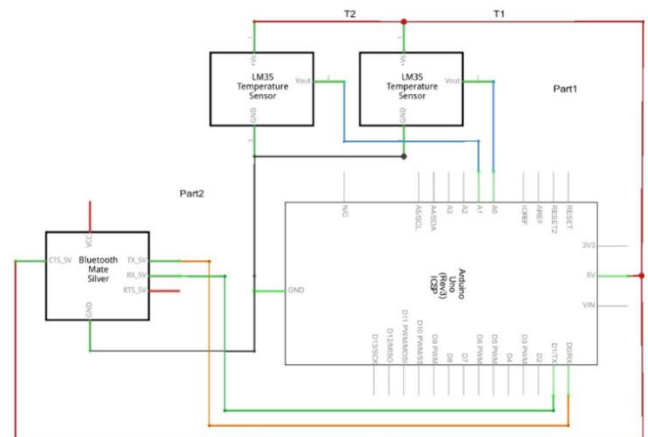 T2
T1
V+
V+
LM35
Temperature
Sensor
Vout
GND
LM35
Temperature
Sensor
Vout
GND
Part1
Part2
N/C
A5/SCL
A4/SDA
A3
A2
A1
A0
IOREF
AREF
RESET2
RESET
VCC
CTS_5V
Bluetooth
Mate
Silver
TX_5V
RX_5V
RTS_5V
GND
GND
Arduino
Uno
(Rev3)
ICSP
3V3
5V
VIN
D13/SCK
D12/MISO
D11 PWM/MOSI
D10 PWM/SS
D9 PWM
D8
D7
D6 PWM
D5 PWM
D4
D3 PWM
D2
D1/TX
D0/RX